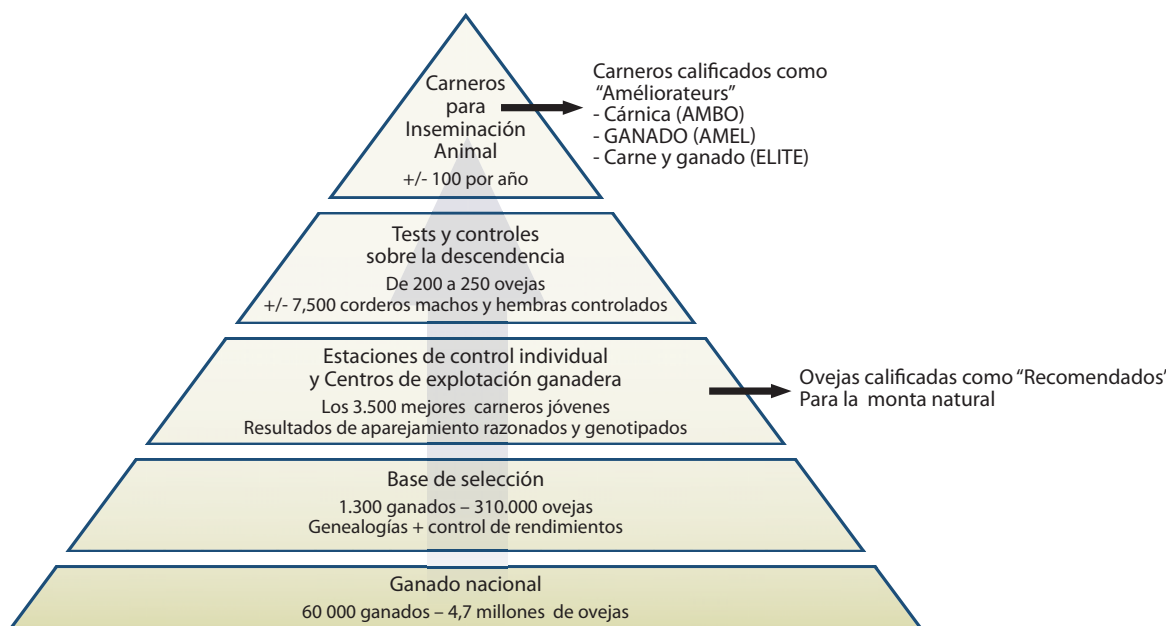 Carneros
para
Inseminación
Animal
+/- 100 por año
Carneros calificados como
“Améliorateurs”
- Cárnica (AMBO)
- GANADO (AMEL)
- Carne y ganado (ELITE)
Tests y controles
sobre la descendencia
De 200 a 250 ovejas
+/- 7,500 corderos machos y hembras controlados
Estaciones de control individual
y Centros de explotación ganadera
Los 3.500 mejores carneros jóvenes
Resultados de aparejamiento razonados y genotipados
Ovejas calificadas como “Recomendados”
Para la monta natural
Base de selección
1.300 ganados – 310.000 ovejas
Genealogías + control de rendimientos
Ganado nacional
60 000 ganados – 4,7 millones de ovejas